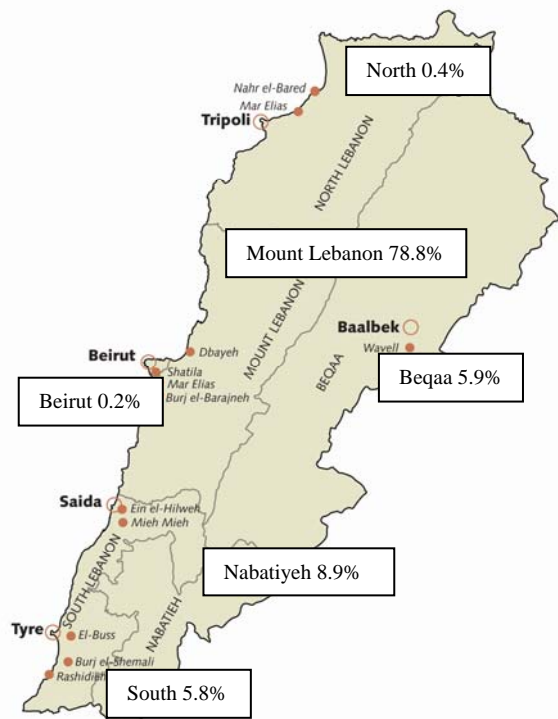 North 0.4%
Nahr el-Bared
Mar Elias
Tripoli
NORTH LEBANON
Mount Lebanon 78.8%
MOUNT LEBANON
Baalbek
Wavell
BEQAA
Beqaa 5.9%
Beirut
Dbayeh
Shatila
Mar Elias
Burj el-Barajneh
Beirut 0.2%
Saida
Ein el-Hilweh
Mieh Mieh
SOUTH LEBANON
Nabatiyeh 8.9%
NABATIEH
Tyre
El-Buss
Burj el-Shemali
Rashidieh
South 5.8%